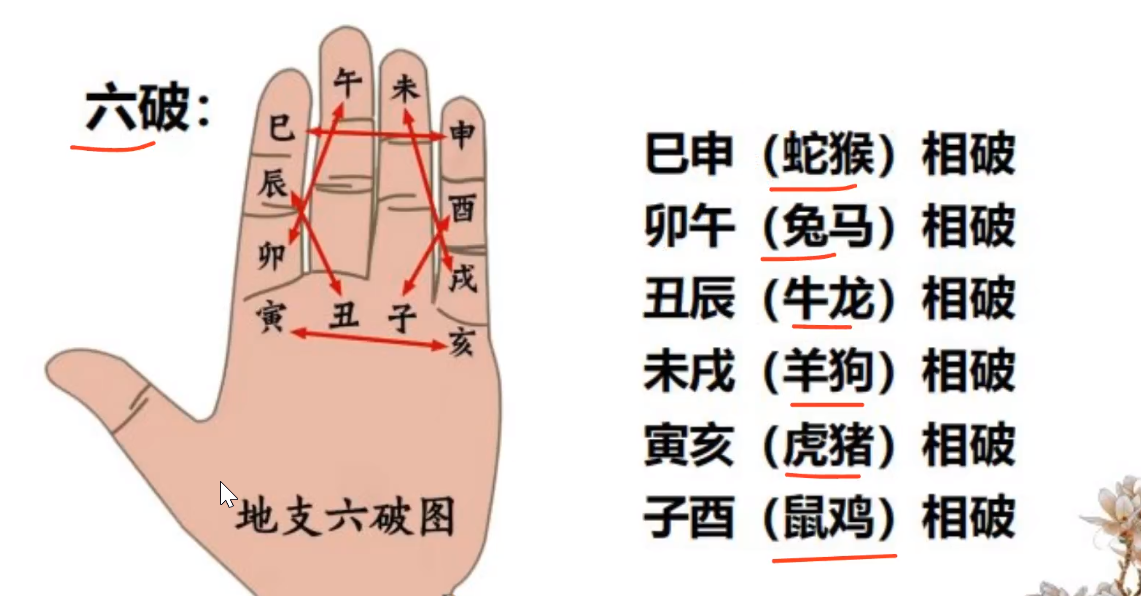 六破：
午 未
巳 申
辰 酉
卯 戌
寅 丑 子 亥
地支六破图
巳申（蛇猴）相破
卯午（兔马）相破
丑辰（牛龙）相破
未戌（羊狗）相破
寅亥（虎猪）相破
子酉（鼠鸡）相破